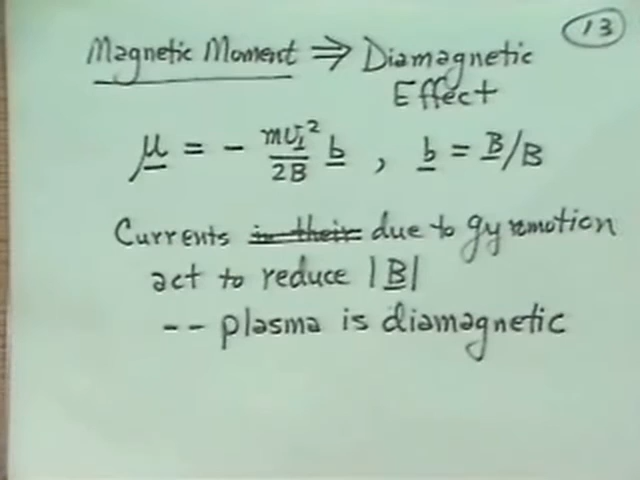 13
Magnetic Moment ⇒ Diamagnetic
Effect
μ = - mv⊥²/2B b , b = B/B
Currents in their due to gyromotion
act to reduce |B|
-- plasma is diamagnetic